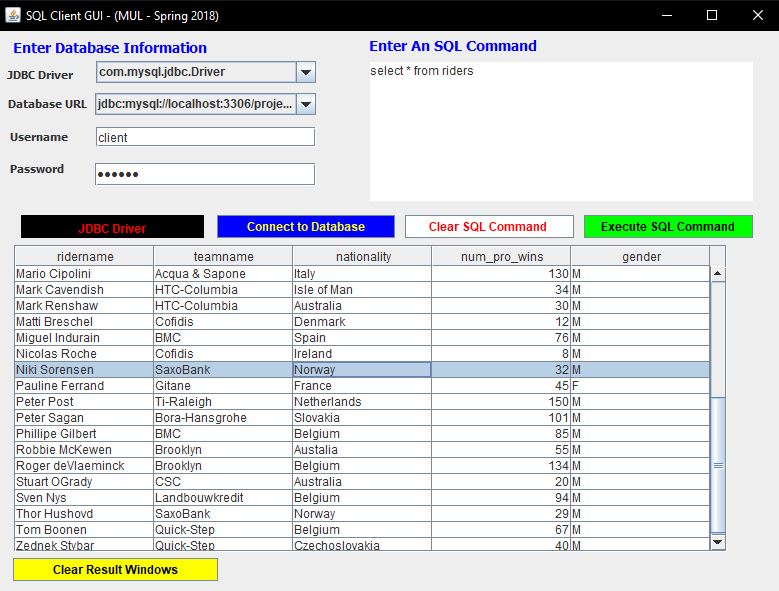 SQL Client GUI - (MUL - Spring 2018)
Enter Database Information
Enter An SQL Command
JDBC Driver com.mysql.jdbc.Driver
select * from riders
Database URL jdbc:mysql://localhost:3306/proje...
Username client
Password ••••••
JDBC Driver Connect to Database Clear SQL Command Execute SQL Command
ridername teamname nationality num_pro_wins gender
Mario Cipolini Acqua & Sapone Italy 130 M
Mark Cavendish HTC-Columbia Isle of Man 34 M
Mark Renshaw HTC-Columbia Australia 30 M
Matti Breschel Cofidis Denmark 12 M
Miguel Indurain BMC Spain 76 M
Nicolas Roche Cofidis Ireland 8 M
Niki Sorensen SaxoBank Norway 32 M
Pauline Ferrand Gitane France 45 F
Peter Post Ti-Raleigh Netherlands 150 M
Peter Sagan Bora-Hansgrohe Slovakia 101 M
Phillipe Gilbert BMC Belgium 85 M
Robbie McKewen Brooklyn Austalia 55 M
Roger deVlaeminck Brooklyn Belgium 134 M
Stuart OGrady CSC Australia 20 M
Sven Nys Landbouwkredit Belgium 94 M
Thor Hushovd SaxoBank Norway 29 M
Tom Boonen Quick-Step Belgium 67 M
Zednek Stybar Quick-Step Czechoslovakia 40 M
Clear Result Windows